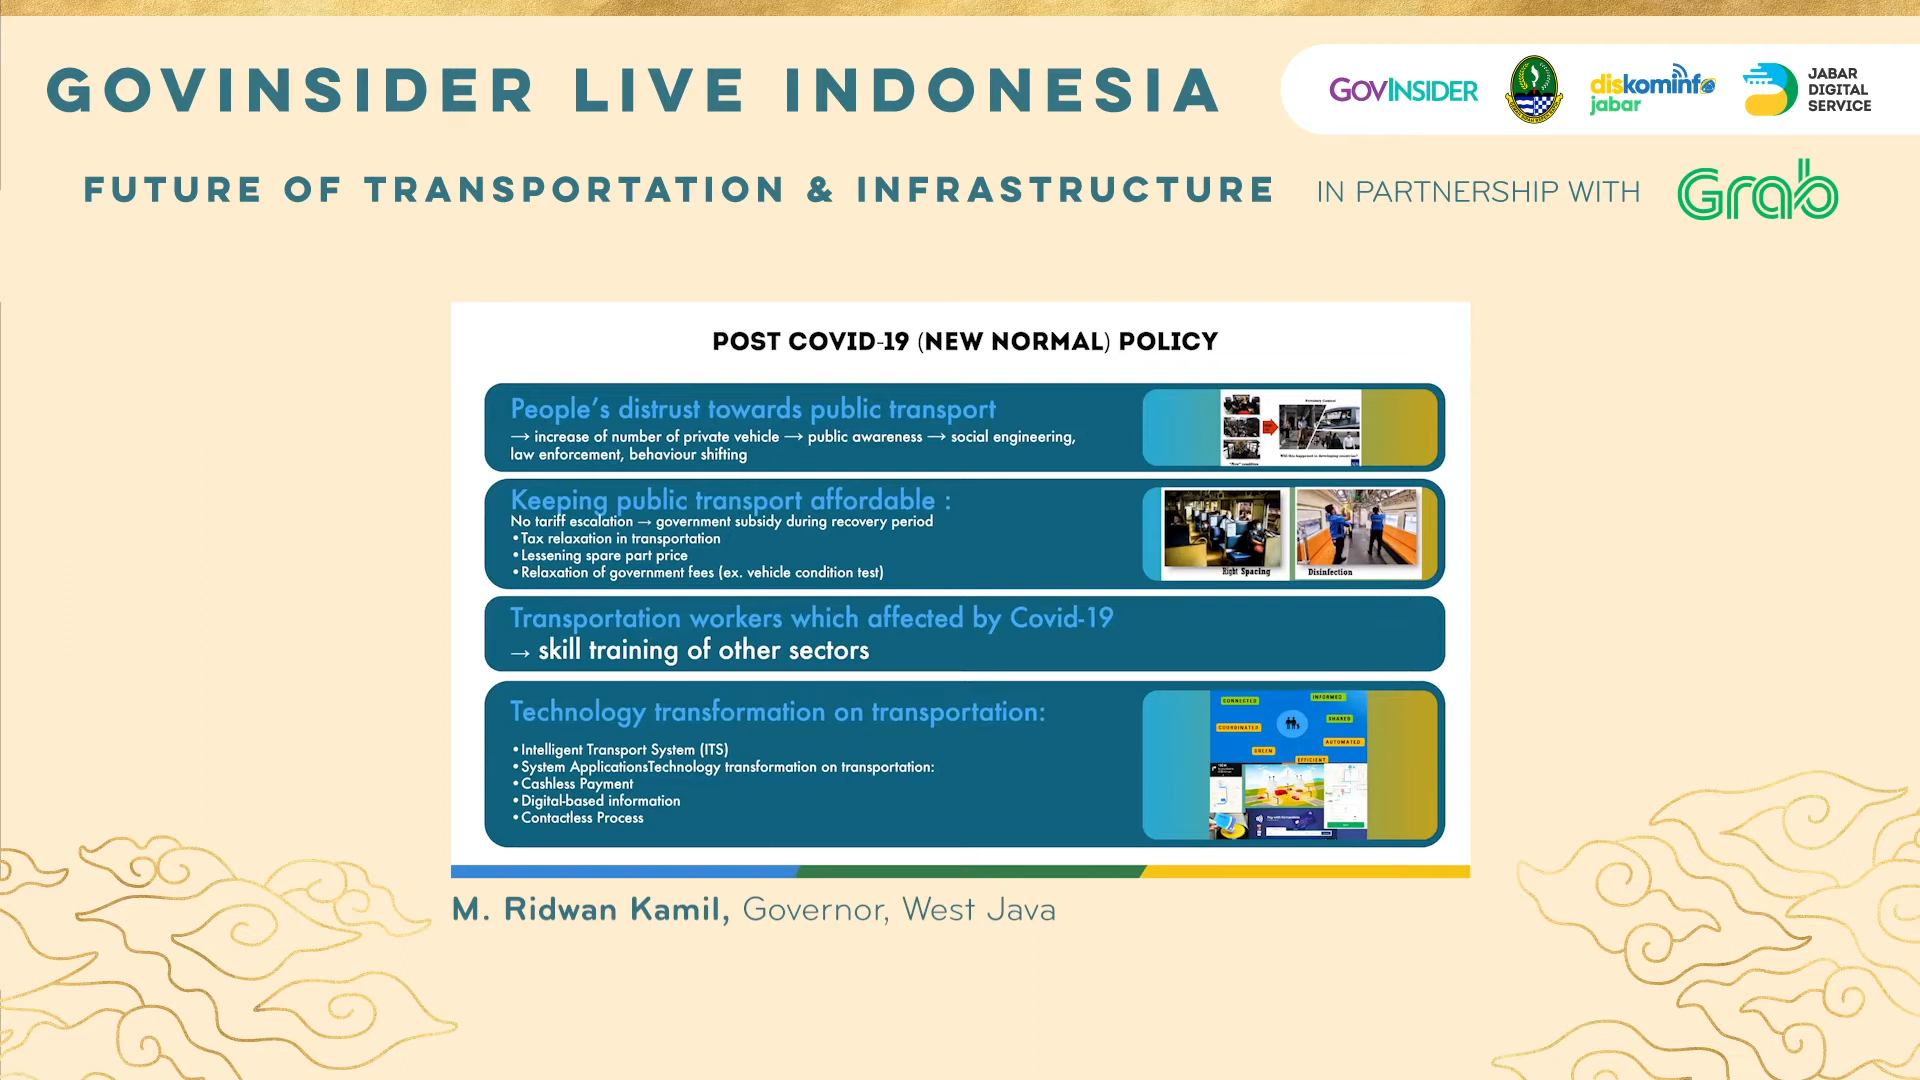 GOVINSIDER LIVE INDONESIA
GOVINSIDER
diskominfo
jabar
JABAR
DIGITAL
SERVICE
FUTURE OF TRANSPORTATION & INFRASTRUCTURE IN PARTNERSHIP WITH Grab
POST COVID-19 (NEW NORMAL) POLICY
People's distrust towards public transport
→ increase of number of private vehicle → public awareness → social engineering,
law enforcement, behaviour shifting
Keeping public transport affordable :
No tariff escalation → government subsidy during recovery period
•Tax relaxation in transportation
•Lessening spare part price
•Relaxation of government fees (ex. vehicle condition test)
Right Spacing
Disinfection
Transportation workers which affected by Covid-19
→ skill training of other sectors
Technology transformation on transportation:
•Intelligent Transport System (ITS)
•System ApplicationsTechnology transformation on transportation:
•Cashless Payment
•Digital-based information
•Contactless Process
CONNECTED
INFORMED
SHARED
COORDINATED
AUTOMATED
GREEN
EFFICIENT
M. Ridwan Kamil, Governor, West Java